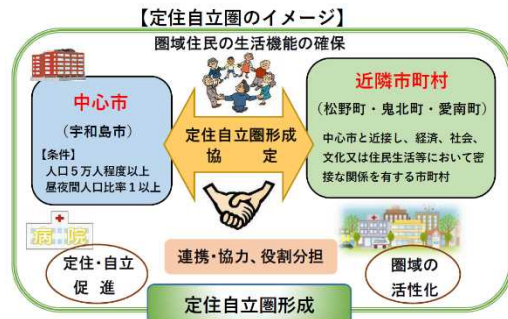 【定住自立圏のイメージ】
圏域住民の生活機能の確保
中心市
（宇和島市）
【条件】
人口５万人程度以上
昼夜間人口比率１以上
定住自立圏形成
協　定
近隣市町村
（松野町・鬼北町・愛南町）
中心市と近接し、経済、社会、
文化又は住民生活等において密
接な関係を有する市町村
病院
定住・自立
促　進
連携・協力、役割分担
圏域の
活性化
定住自立圏形成